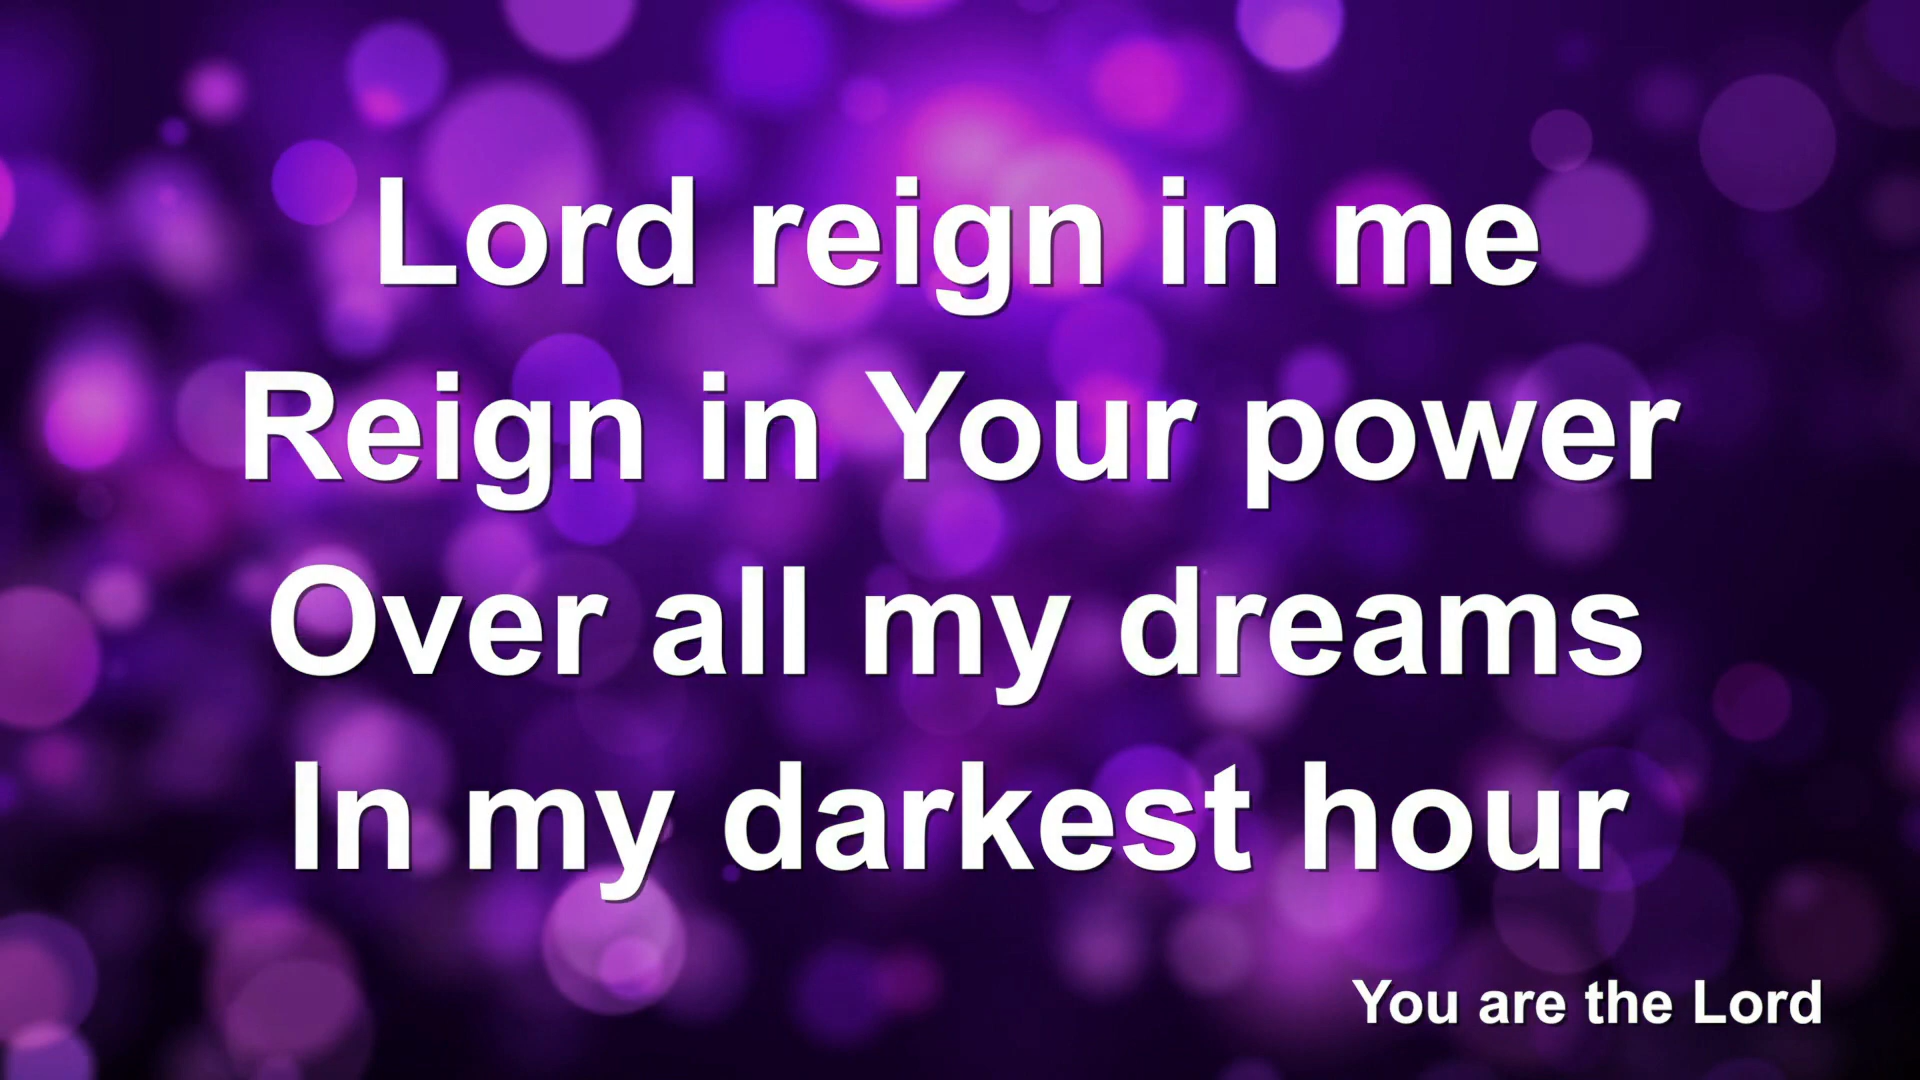 Lord reign in me
Reign in Your power
Over all my dreams
In my darkest hour
You are the Lord